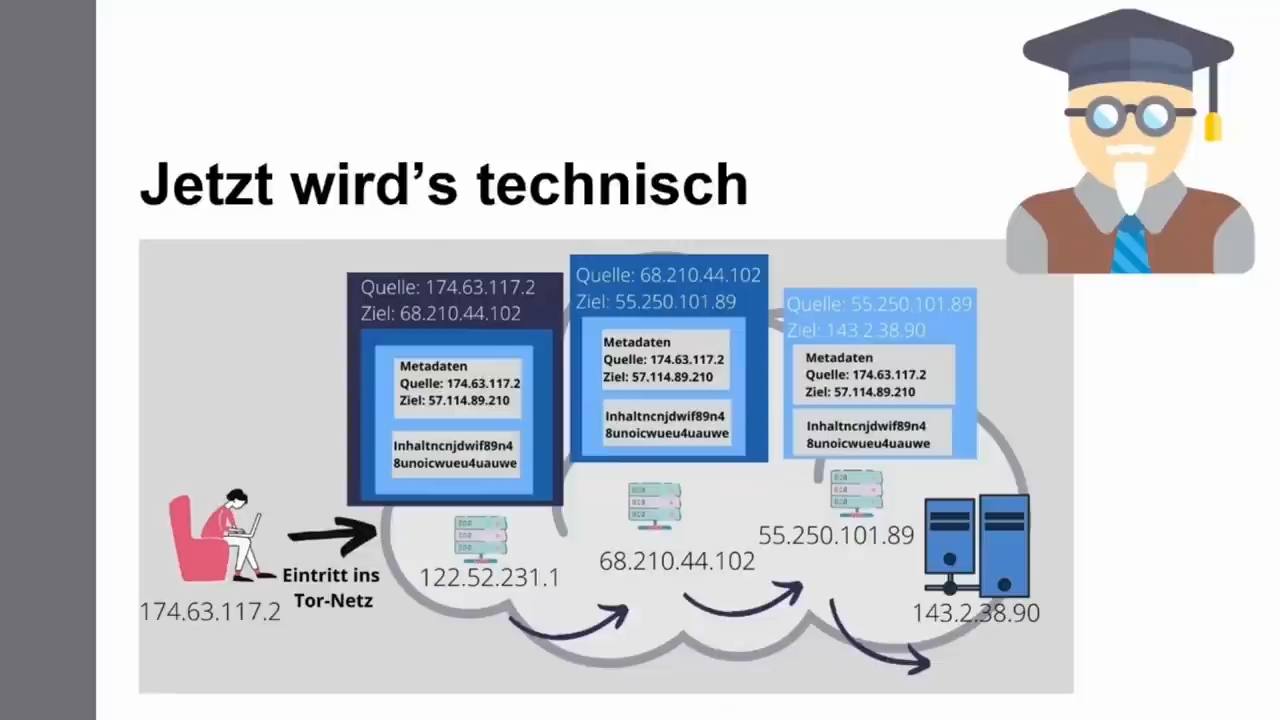 Jetzt wird's technisch
Quelle: 174.63.117.2
Ziel: 68.210.44.102
Metadaten
Quelle: 174.63.117.2
Ziel: 57.114.89.210
Inhaltncnjdwif89n4
8unoicwueu4uauwe
Quelle: 68.210.44.102
Ziel: 55.250.101.89
Metadaten
Quelle: 174.63.117.2
Ziel: 57.114.89.210
Inhaltncnjdwif89n4
8unoicwueu4uauwe
Quelle: 55.250.101.89
Ziel: 143.2.38.90
Metadaten
Quelle: 174.63.117.2
Ziel: 57.114.89.210
Inhaltncnjdwif89n4
8unoicwueu4uauwe
174.63.117.2
Eintritt ins
Tor-Netz
122.52.231.1
68.210.44.102
55.250.101.89
143.2.38.90